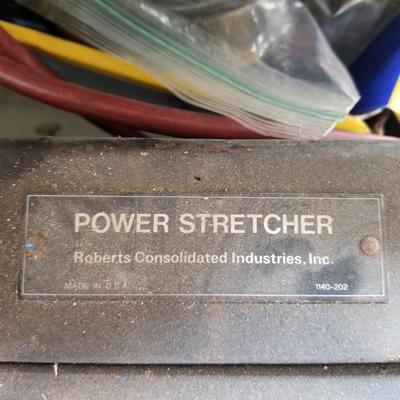 POWER STRETCHER
Roberts Consolidated Industries, Inc.
MADE IN U.S.A. 1140-202